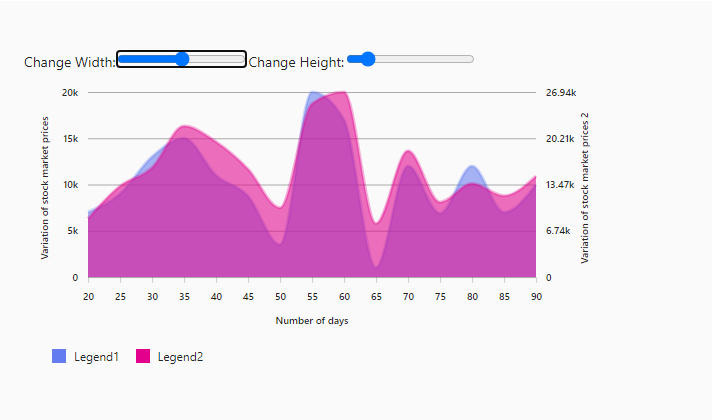 Change Width: Change Height:
20k 26.94k
15k 20.21k
10k 13.47k
5k 6.74k
0 0
Variation of stock market prices
Variation of stock market prices 2
20 25 30 35 40 45 50 55 60 65 70 75 80 85 90
Number of days
Legend1 Legend2